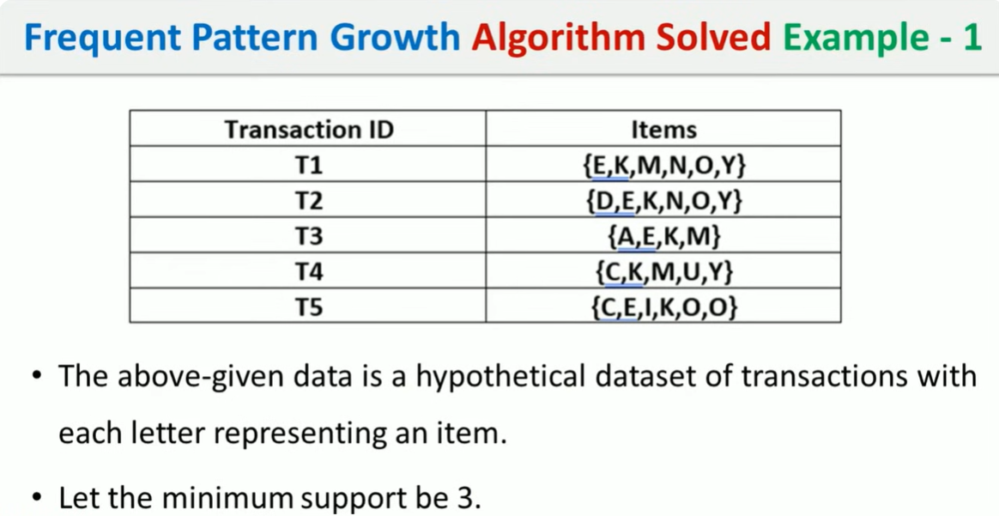 Frequent Pattern Growth Algorithm Solved Example - 1
Transaction ID Items
T1 {E,K,M,N,O,Y}
T2 {D,E,K,N,O,Y}
T3 {A,E,K,M}
T4 {C,K,M,U,Y}
T5 {C,E,I,K,O,O}
• The above-given data is a hypothetical dataset of transactions with
each letter representing an item.
• Let the minimum support be 3.